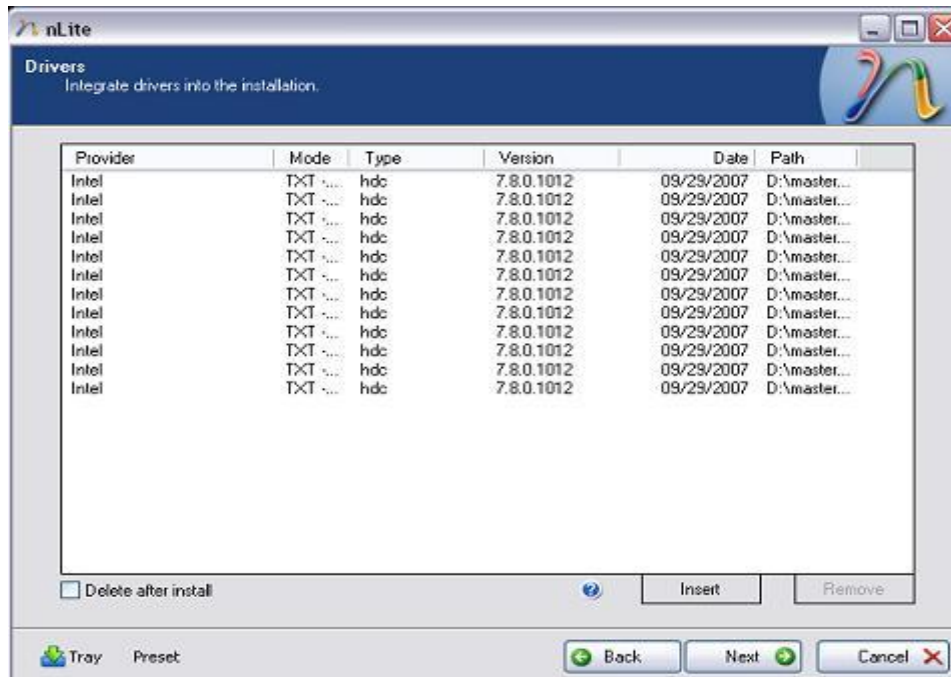 nLite
Drivers
Integrate drivers into the installation.
Provider Mode Type Version Date Path
Intel TXT -... hdc 7.8.0.1012 09/29/2007 D:\master...
Intel TXT -... hdc 7.8.0.1012 09/29/2007 D:\master...
Intel TXT -... hdc 7.8.0.1012 09/29/2007 D:\master...
Intel TXT -... hdc 7.8.0.1012 09/29/2007 D:\master...
Intel TXT -... hdc 7.8.0.1012 09/29/2007 D:\master...
Intel TXT -... hdc 7.8.0.1012 09/29/2007 D:\master...
Intel TXT -... hdc 7.8.0.1012 09/29/2007 D:\master...
Intel TXT -... hdc 7.8.0.1012 09/29/2007 D:\master...
Intel TXT -... hdc 7.8.0.1012 09/29/2007 D:\master...
Intel TXT -... hdc 7.8.0.1012 09/29/2007 D:\master...
Intel TXT -... hdc 7.8.0.1012 09/29/2007 D:\master...
Intel TXT -... hdc 7.8.0.1012 09/29/2007 D:\master...
Delete after install ? Insert Remove
Tray Preset Back Next Cancel